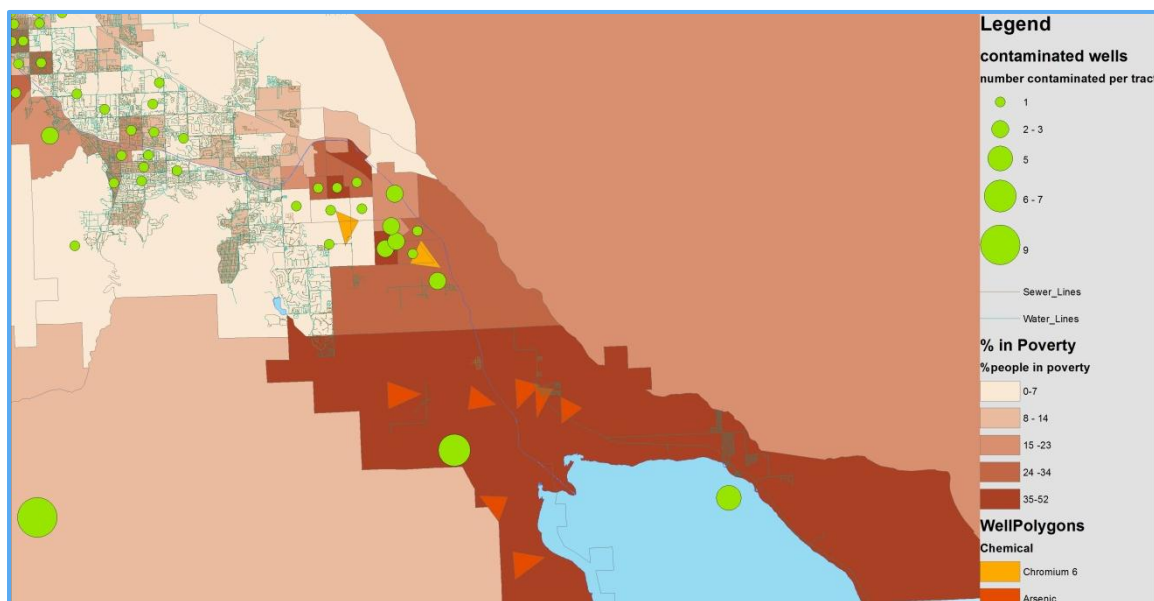 Legend
contaminated wells
number contaminated per tract
1
2 - 3
5
6 - 7
9
Sewer_Lines
Water_Lines
% in Poverty
%people in poverty
0-7
8 - 14
15 -23
24 -34
35-52
WellPolygons
Chemical
Chromium 6
Arsenic